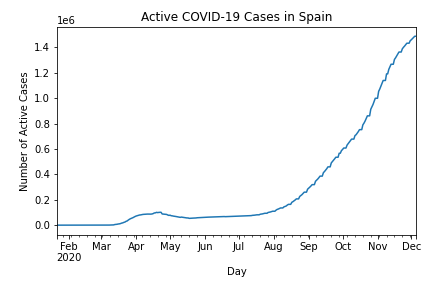 Active COVID-19 Cases in Spain
1e6
1.4
1.2
1.0
0.8
0.6
0.4
0.2
0.0
Number of Active Cases
Feb Mar Apr May Jun Jul Aug Sep Oct Nov Dec
2020
Day